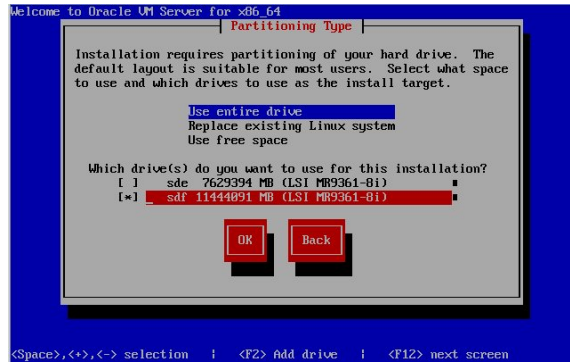 Welcome to Oracle VM Server for x86_64
Partitioning Type
Installation requires partitioning of your hard drive. The
default layout is suitable for most users. Select what space
to use and which drives to use as the install target.
Use entire drive
Replace existing Linux system
Use free space
Which drive(s) do you want to use for this installation?
[ ] sde 7629394 MB (LSI MR9361-8i)
[*] sdf 11444091 MB (LSI MR9361-8i)
OK Back
<Space>,<+>,<-> selection | <F2> Add drive | <F12> next screen